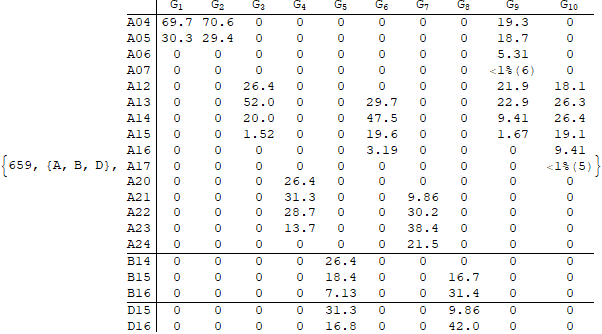 G1 G2 G3 G4 G5 G6 G7 G8 G9 G10
A04 69.7 70.6 0 0 0 0 0 0 19.3 0
A05 30.3 29.4 0 0 0 0 0 0 18.7 0
A06 0 0 0 0 0 0 0 0 5.31 0
A07 0 0 0 0 0 0 0 0 <1%(6) 0
A12 0 0 26.4 0 0 0 0 0 21.9 18.1
A13 0 0 52.0 0 0 29.7 0 0 22.9 26.3
A14 0 0 20.0 0 0 47.5 0 0 9.41 26.4
A15 0 0 1.52 0 0 19.6 0 0 1.67 19.1
A16 0 0 0 0 0 3.19 0 0 0 9.41
{659, {A, B, D}, A17 0 0 0 0 0 0 0 0 0 <1%(5)}
A20 0 0 0 26.4 0 0 0 0 0 0
A21 0 0 0 31.3 0 0 9.86 0 0 0
A22 0 0 0 28.7 0 0 30.2 0 0 0
A23 0 0 0 13.7 0 0 38.4 0 0 0
A24 0 0 0 0 0 0 21.5 0 0 0
B14 0 0 0 0 26.4 0 0 0 0 0
B15 0 0 0 0 18.4 0 0 16.7 0 0
B16 0 0 0 0 7.13 0 0 31.4 0 0
D15 0 0 0 0 31.3 0 0 9.86 0 0
D16 0 0 0 0 16.8 0 0 42.0 0 0